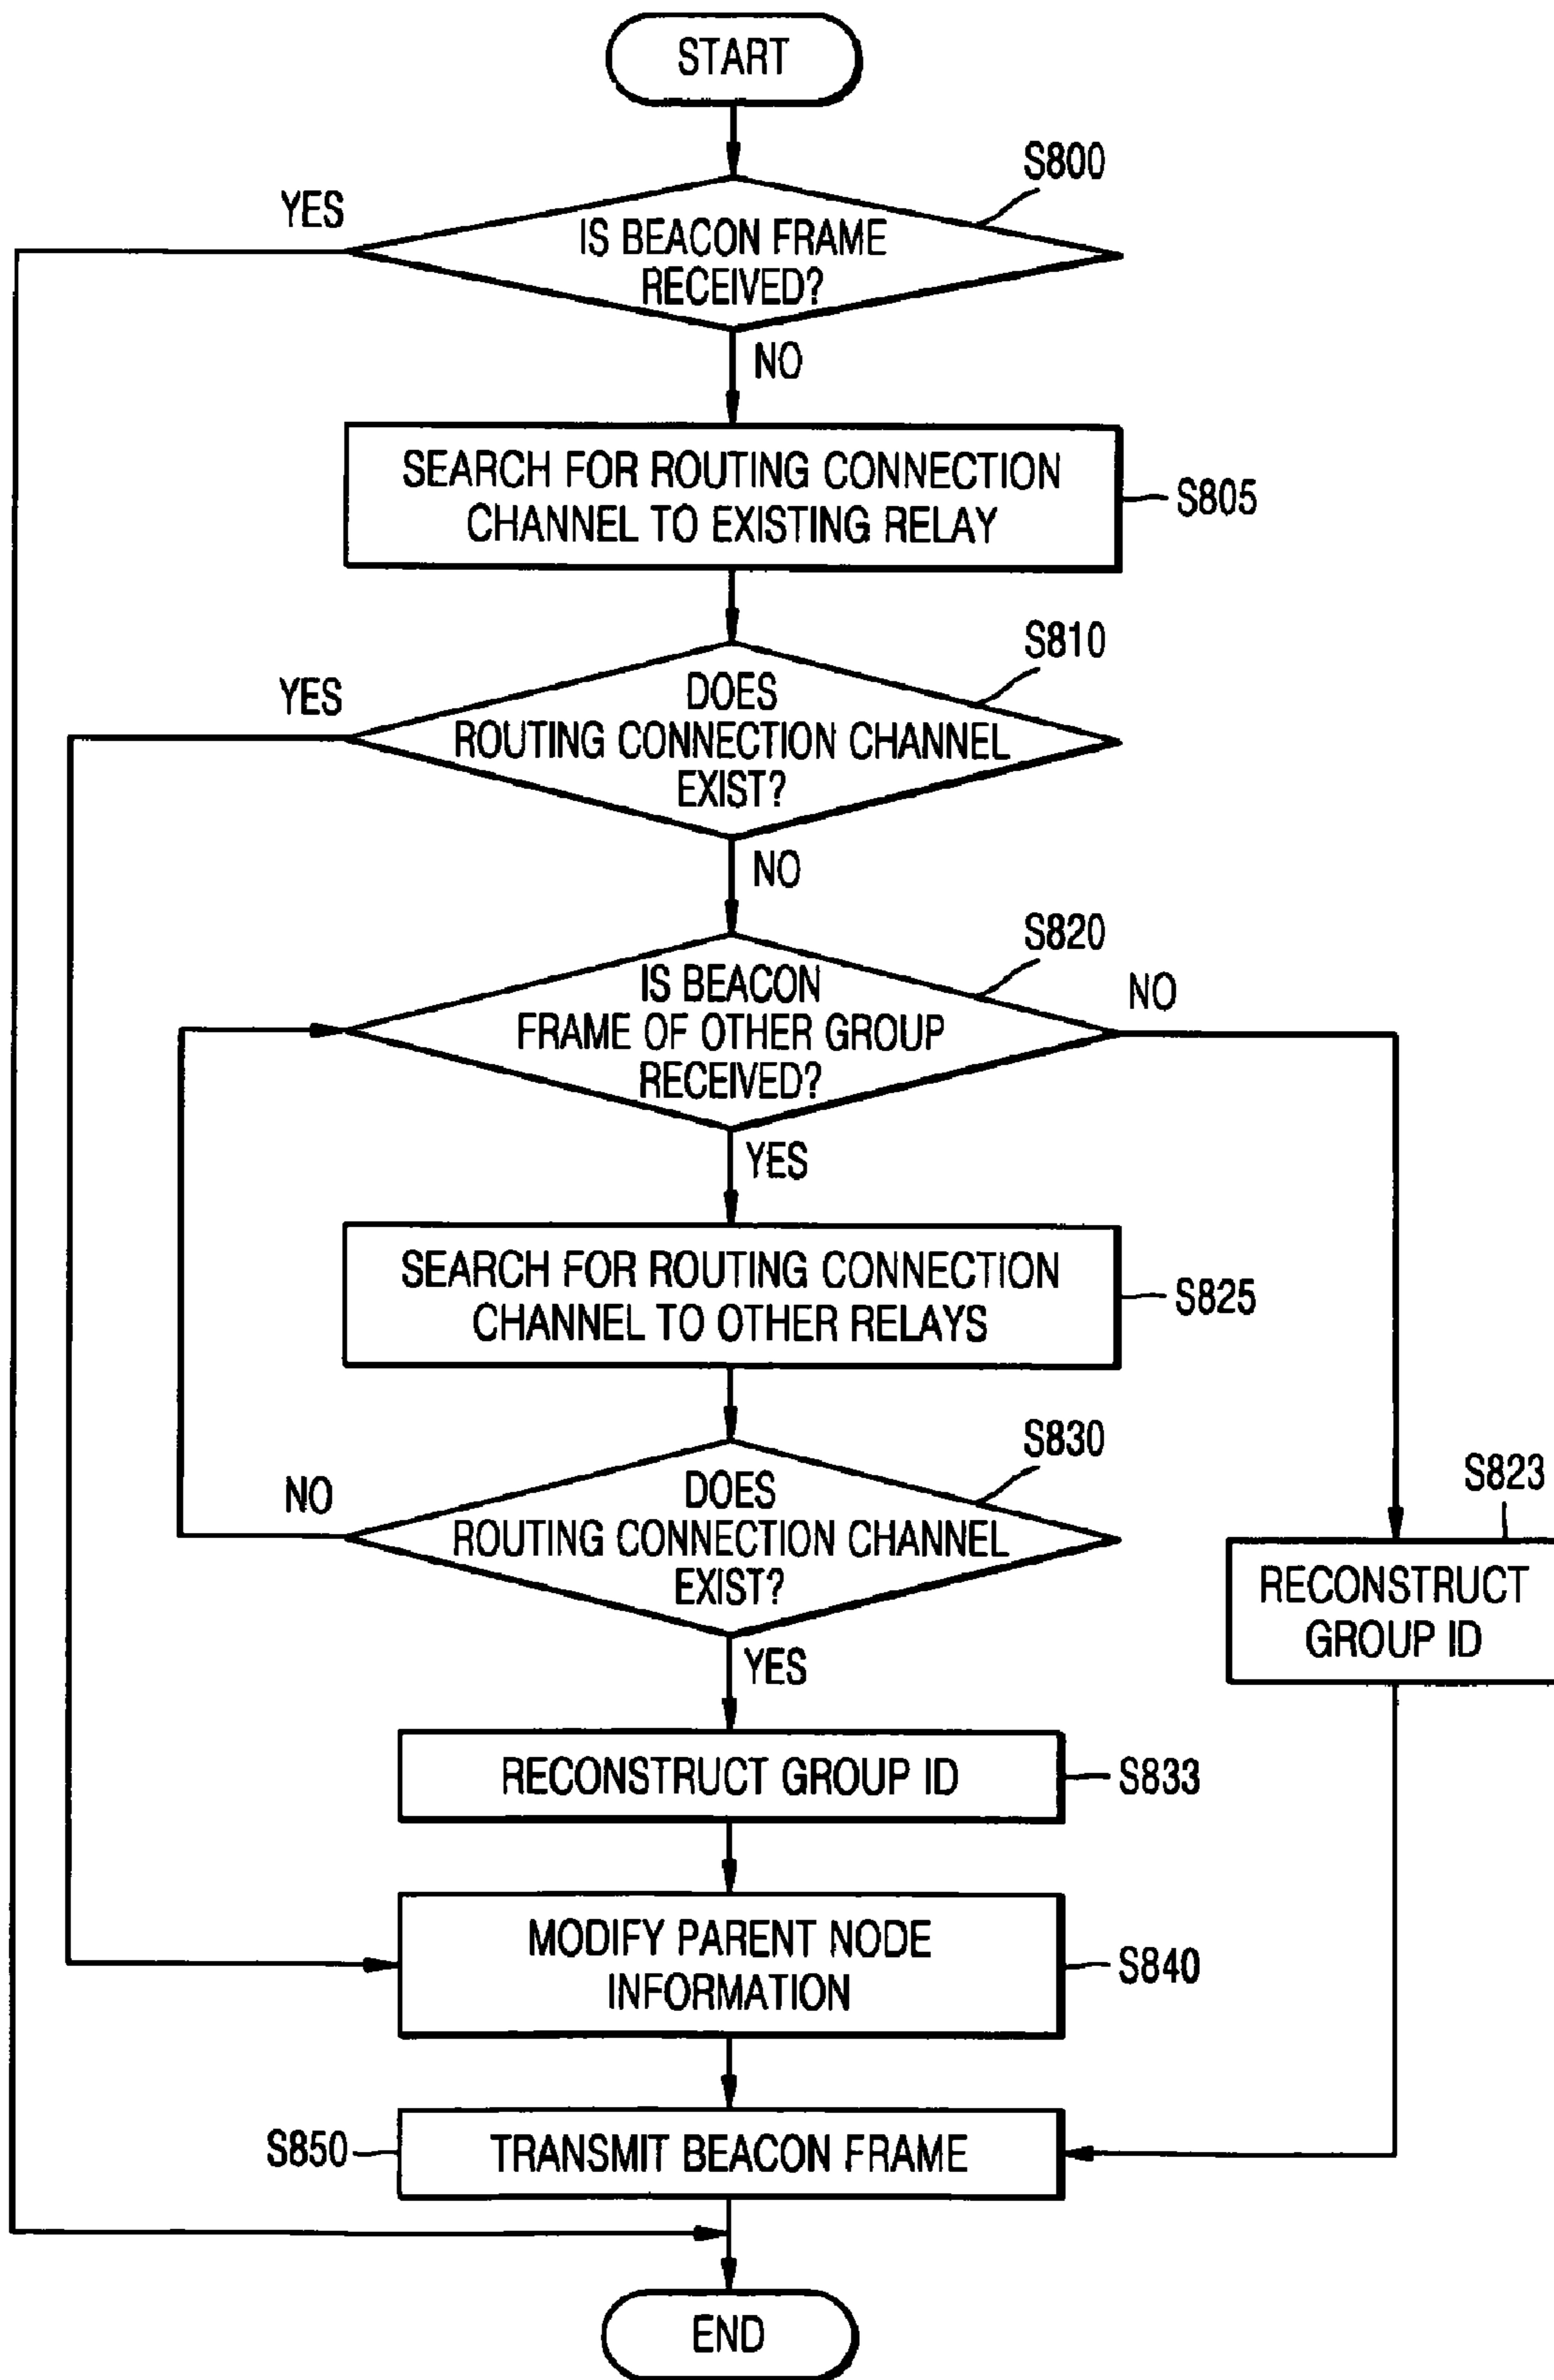 START
S800
YES
IS BEACON FRAME
RECEIVED?
NO
SEARCH FOR ROUTING CONNECTION
CHANNEL TO EXISTING RELAY
S805
S810
YES
DOES
ROUTING CONNECTION CHANNEL
EXIST?
NO
S820
IS BEACON
FRAME OF OTHER GROUP
RECEIVED?
NO
YES
SEARCH FOR ROUTING CONNECTION
CHANNEL TO OTHER RELAYS
S825
S830
NO
DOES
ROUTING CONNECTION CHANNEL
EXIST?
S823
RECONSTRUCT
GROUP ID
YES
RECONSTRUCT GROUP ID
S833
MODIFY PARENT NODE
INFORMATION
S840
S850
TRANSMIT BEACON FRAME
END